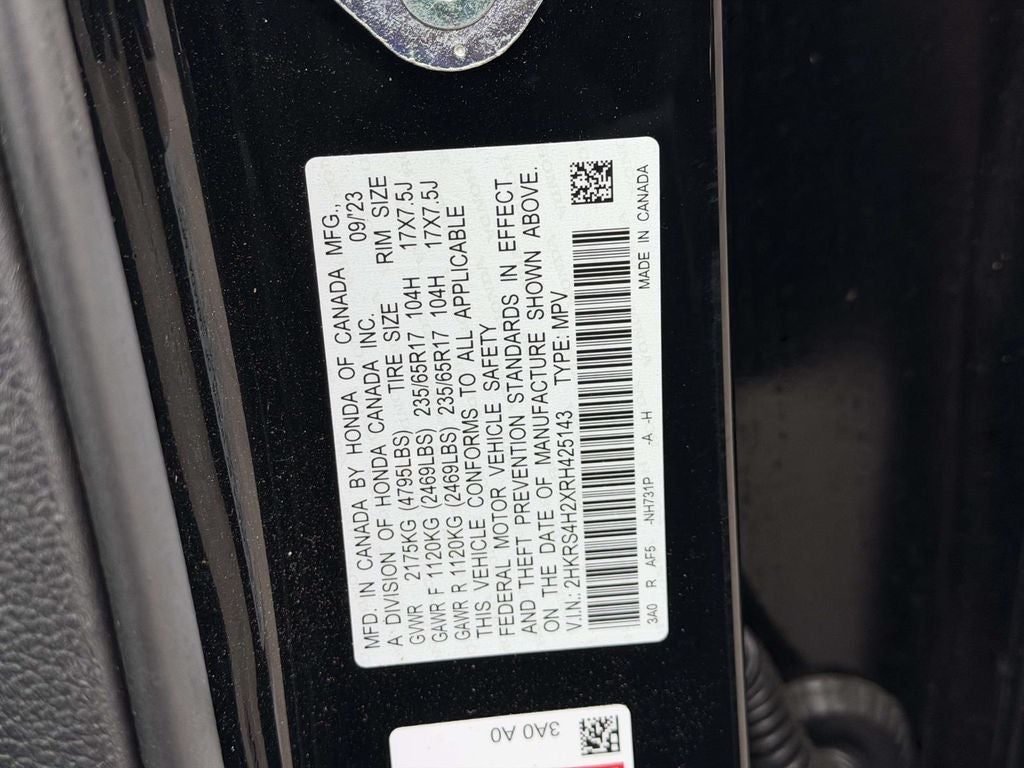 MFD. IN CANADA BY HONDA OF CANADA MFG.,
A DIVISION OF HONDA CANADA INC. 09/'23
GVWR 2175KG (4795LBS) TIRE SIZE RIM SIZE
GAWR F 1120KG (2469LBS) 235/65R17 104H 17X7.5J
GAWR R 1120KG (2469LBS) 235/65R17 104H 17X7.5J
THIS VEHICLE CONFORMS TO ALL APPLICABLE
FEDERAL MOTOR VEHICLE SAFETY
AND THEFT PREVENTION STANDARDS IN EFFECT
ON THE DATE OF MANUFACTURE SHOWN ABOVE.
V.I.N.: 2HKRS4H2XRH425143 TYPE: MPV
3A0 R AF5 -NH731P -A -H MADE IN CANADA
3A0 A0